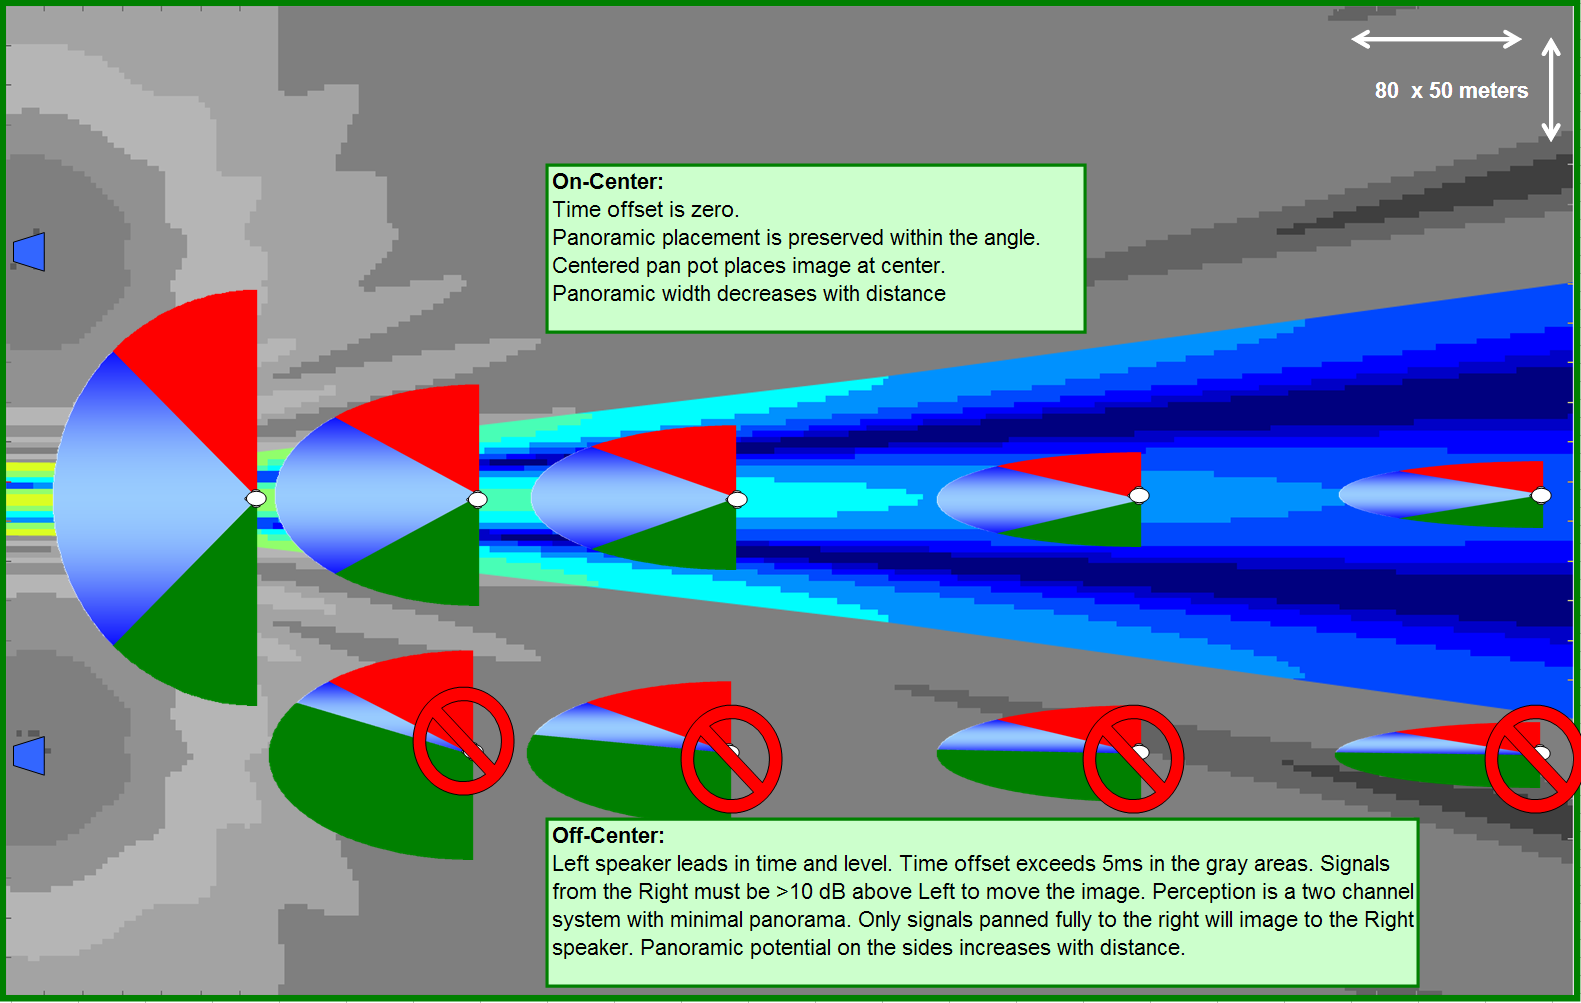 80 x 50 meters
On-Center:
Time offset is zero.
Panoramic placement is preserved within the angle.
Centered pan pot places image at center.
Panoramic width decreases with distance
Off-Center:
Left speaker leads in time and level. Time offset exceeds 5ms in the gray areas. Signals
from the Right must be >10 dB above Left to move the image. Perception is a two channel
system with minimal panorama. Only signals panned fully to the right will image to the Right
speaker. Panoramic potential on the sides increases with distance.